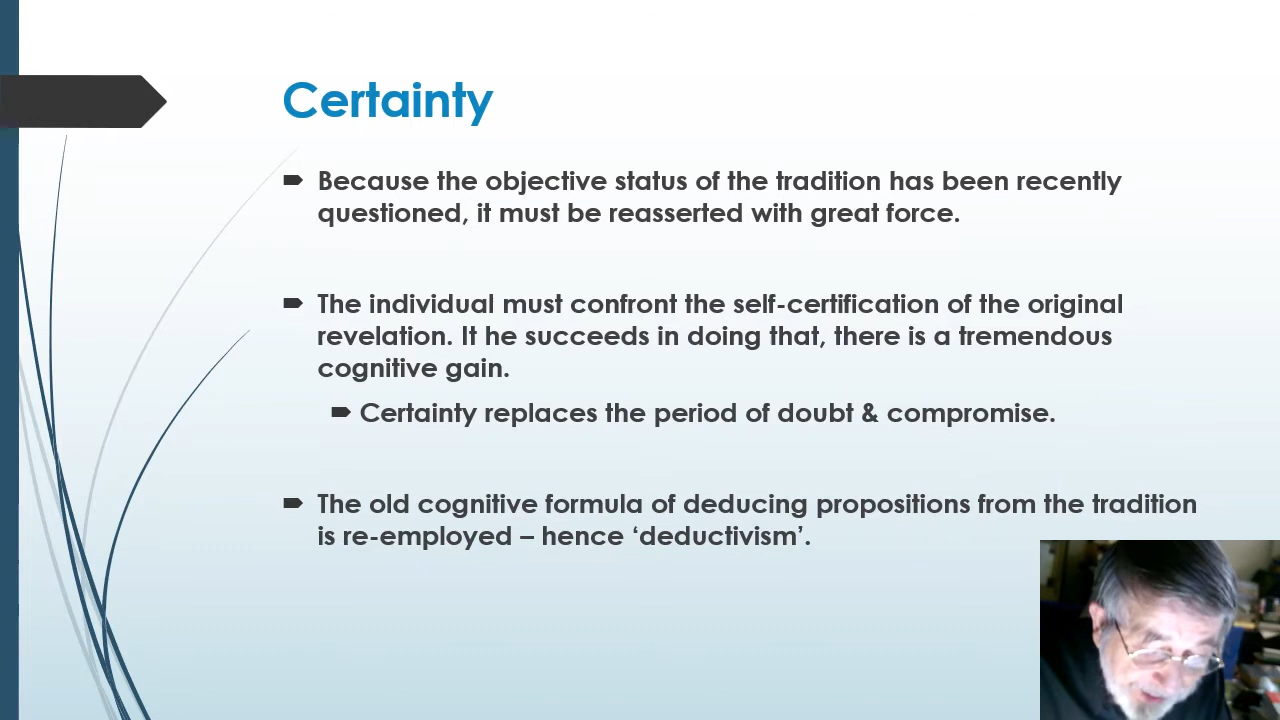 Certainty
Because the objective status of the tradition has been recently
questioned, it must be reasserted with great force.
The individual must confront the self-certification of the original
revelation. It he succeeds in doing that, there is a tremendous
cognitive gain.
Certainty replaces the period of doubt & compromise.
The old cognitive formula of deducing propositions from the tradition
is re-employed – hence ‘deductivism’.